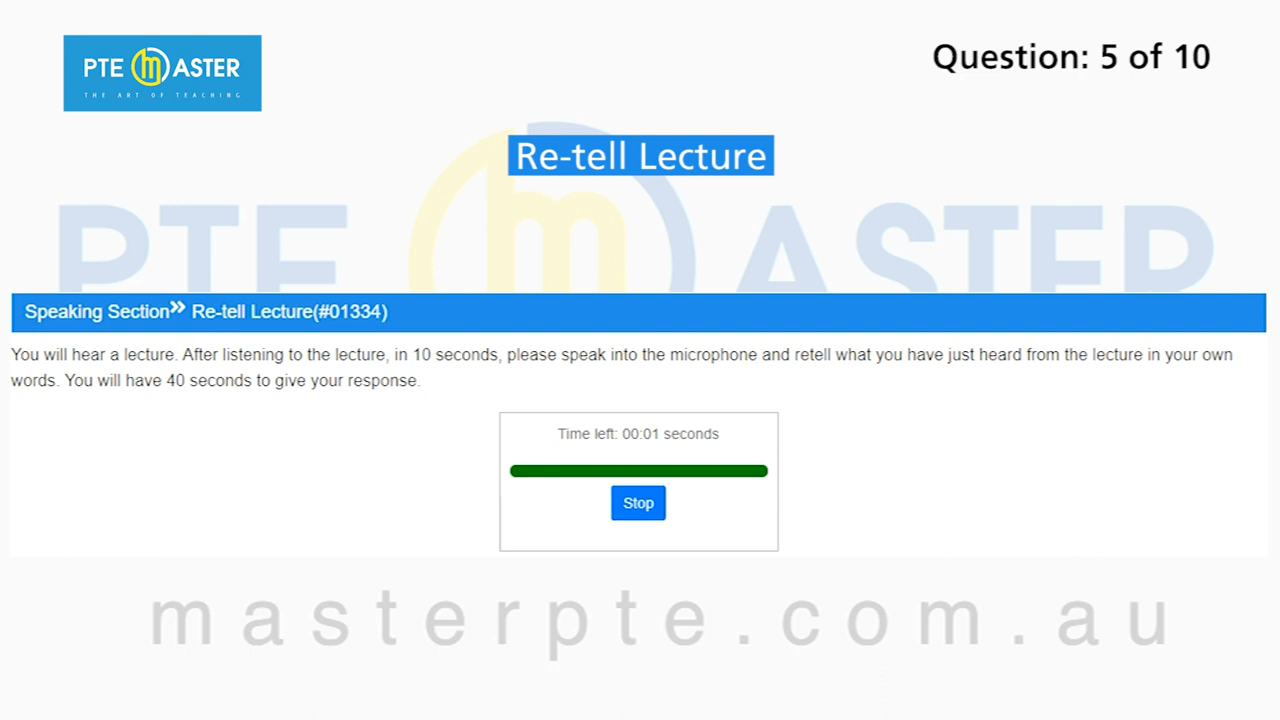 PTE MASTER
THE ART OF TEACHING
Question: 5 of 10
Re-tell Lecture
PTE MASTER
Speaking Section» Re-tell Lecture(#01334)
You will hear a lecture. After listening to the lecture, in 10 seconds, please speak into the microphone and retell what you have just heard from the lecture in your own
words. You will have 40 seconds to give your response.
Time left: 00:01 seconds
Stop
masterpte.com.au